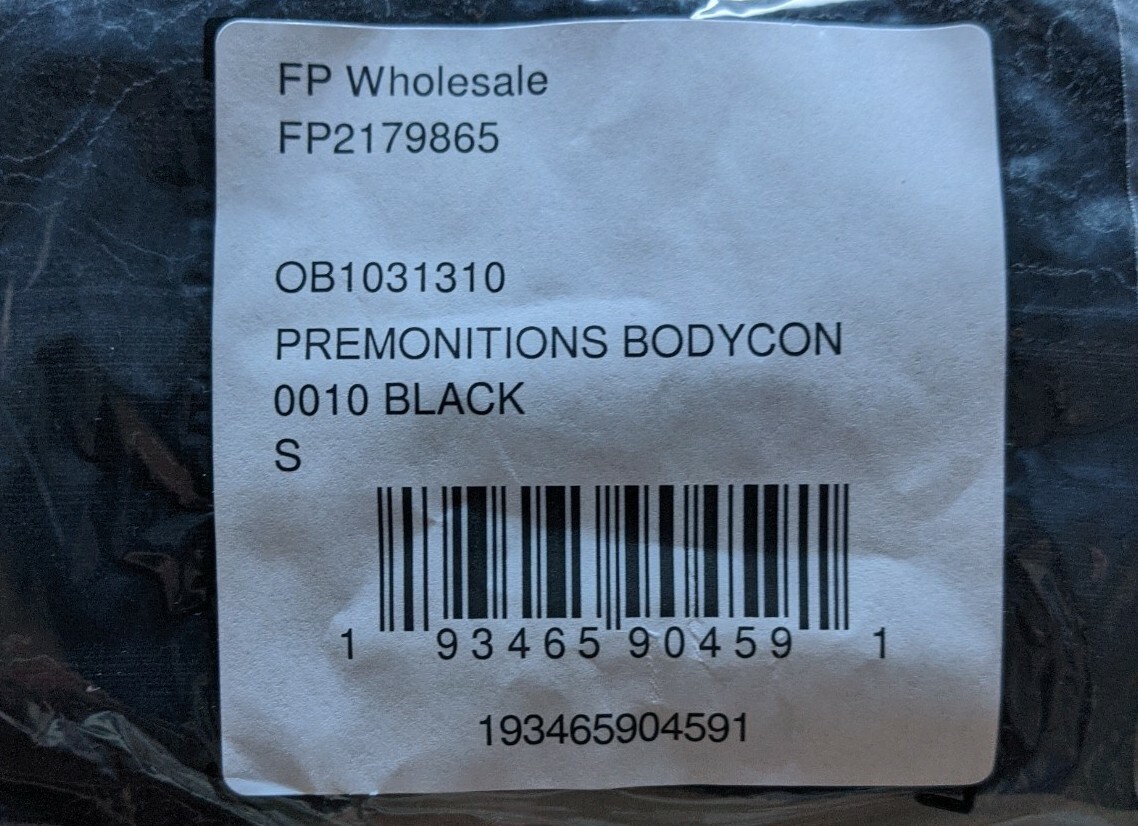 FP Wholesale
FP2179865
OB1031310
PREMONITIONS BODYCON
0010 BLACK
S
1 93465 90459 1
193465904591